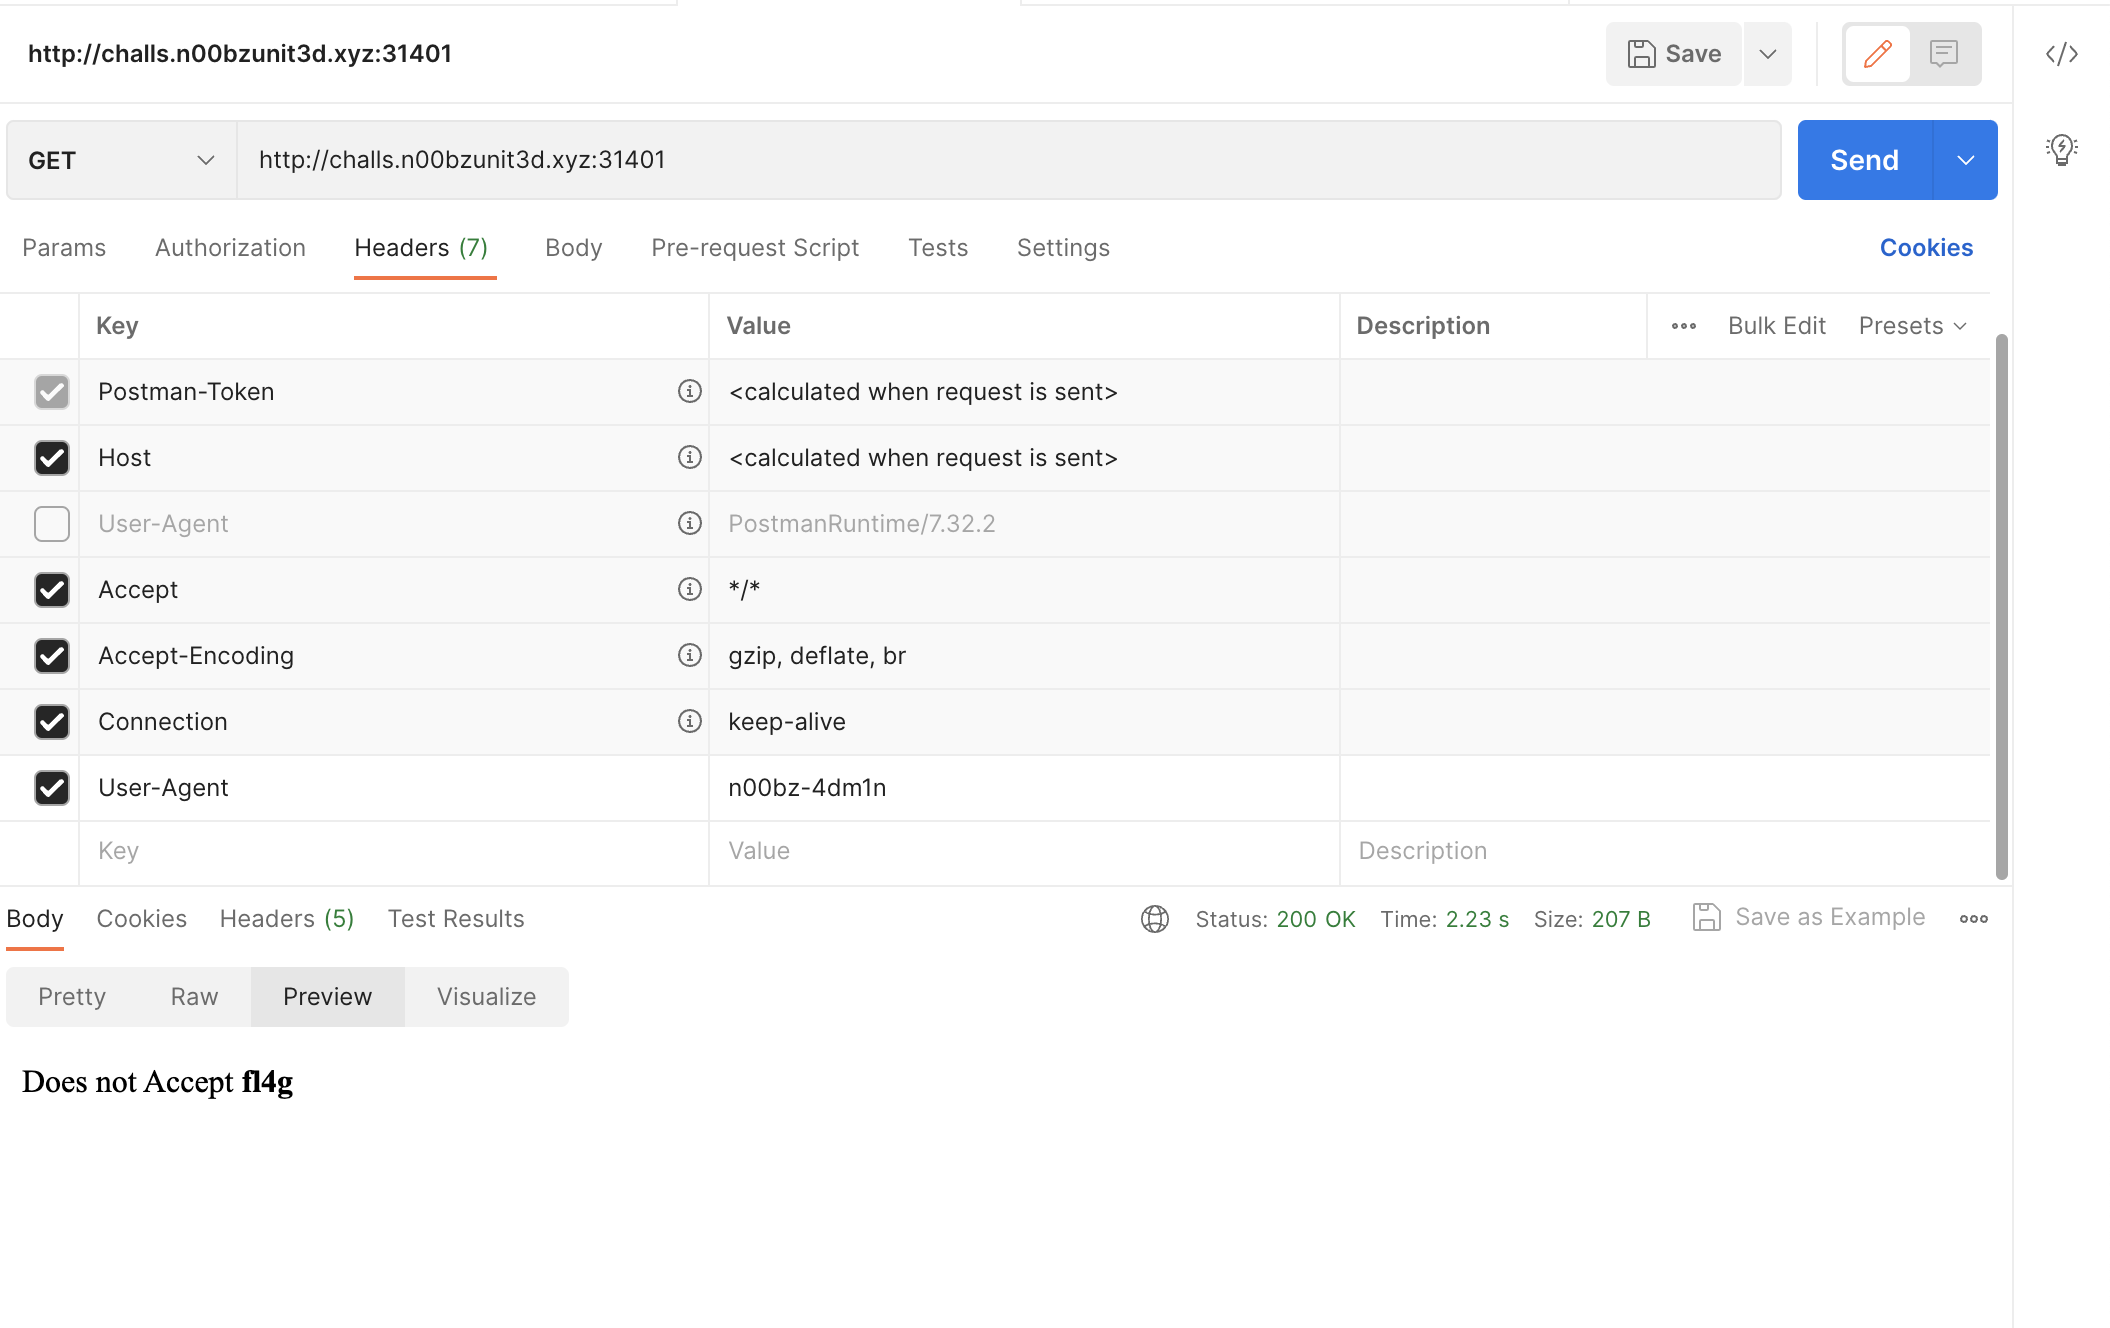 http://challs.n00bzunit3d.xyz:31401
Save
GET http://challs.n00bzunit3d.xyz:31401 Send
Params Authorization Headers (7) Body Pre-request Script Tests Settings Cookies
Key Value Description Bulk Edit Presets
Postman-Token <calculated when request is sent>
Host <calculated when request is sent>
User-Agent PostmanRuntime/7.32.2
Accept */*
Accept-Encoding gzip, deflate, br
Connection keep-alive
User-Agent n00bz-4dm1n
Key Value Description
Body Cookies Headers (5) Test Results Status: 200 OK Time: 2.23 s Size: 207 B Save as Example
Pretty Raw Preview Visualize
Does not Accept fl4g